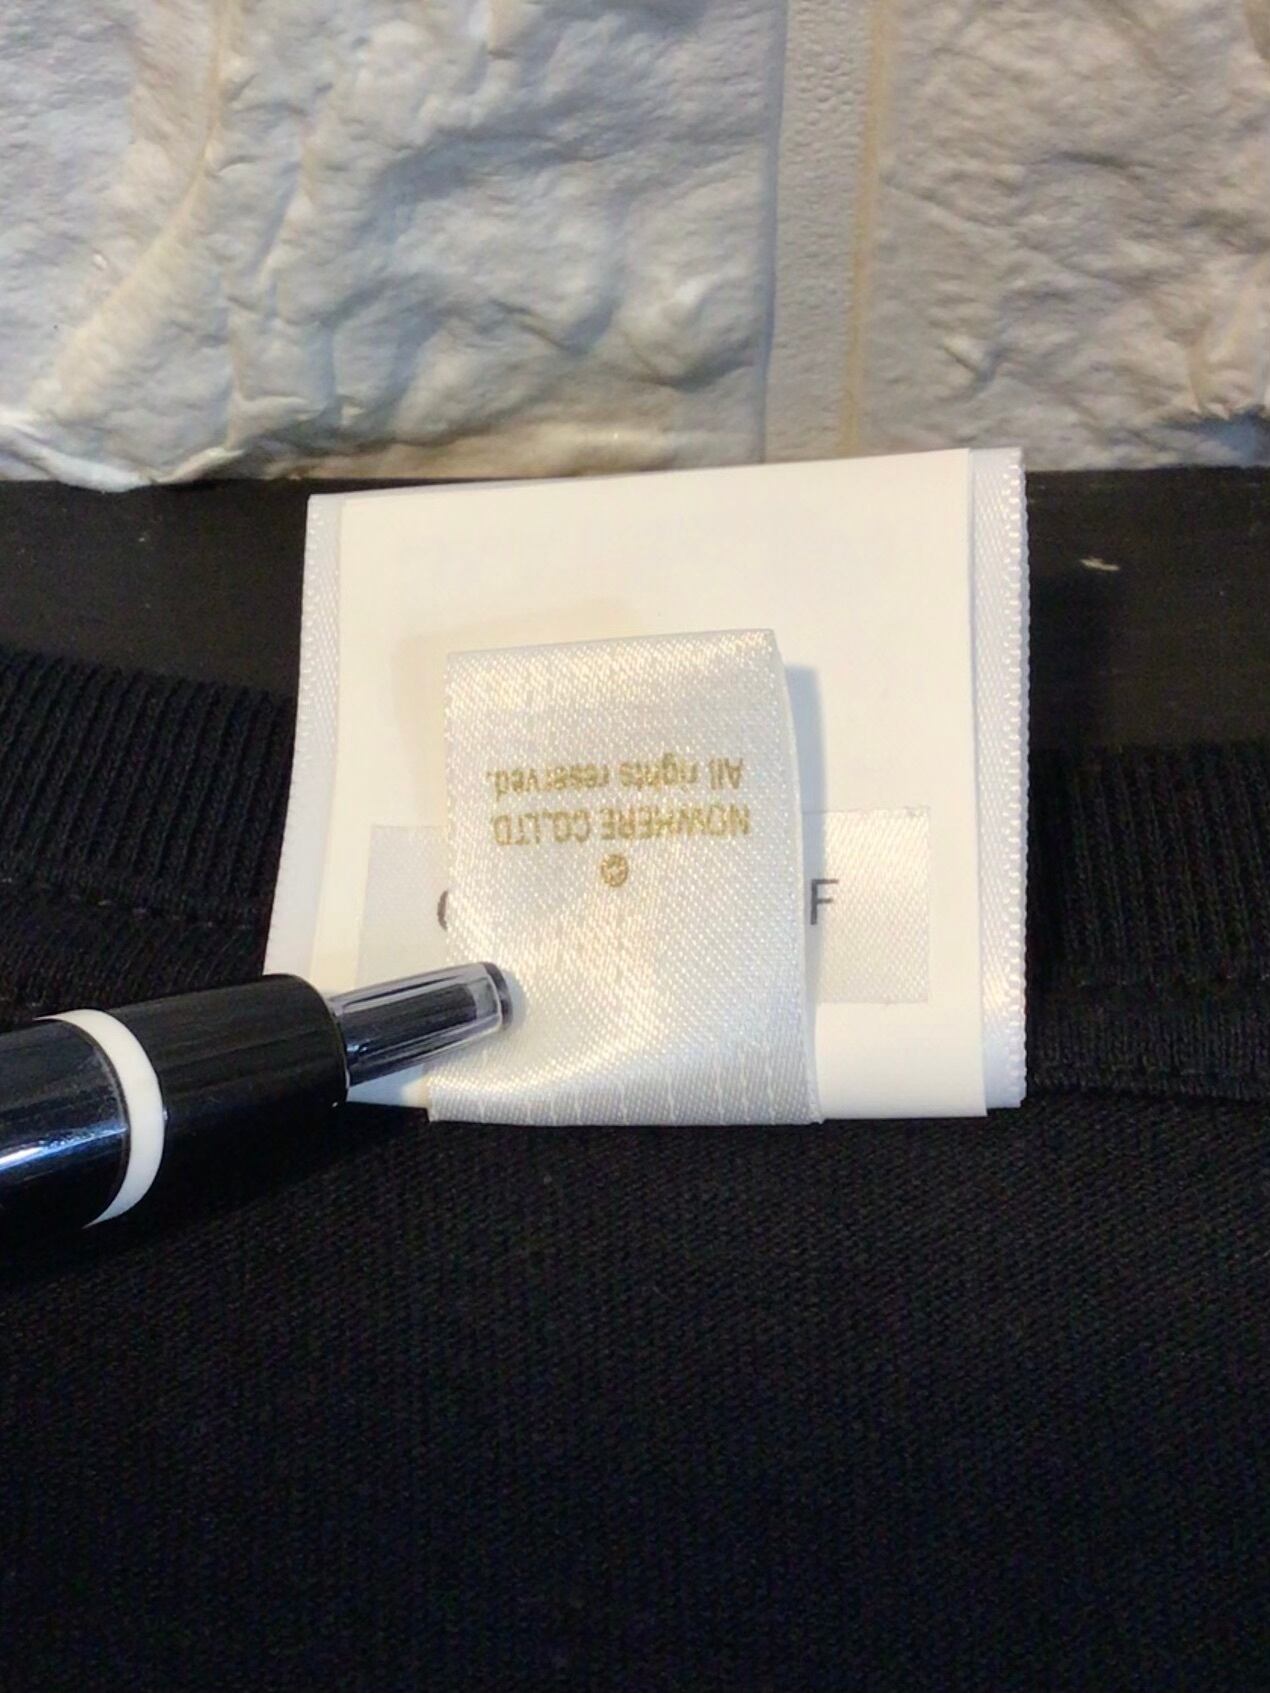 ©
NOWHERE CO.,LTD
All rights reserved.
F